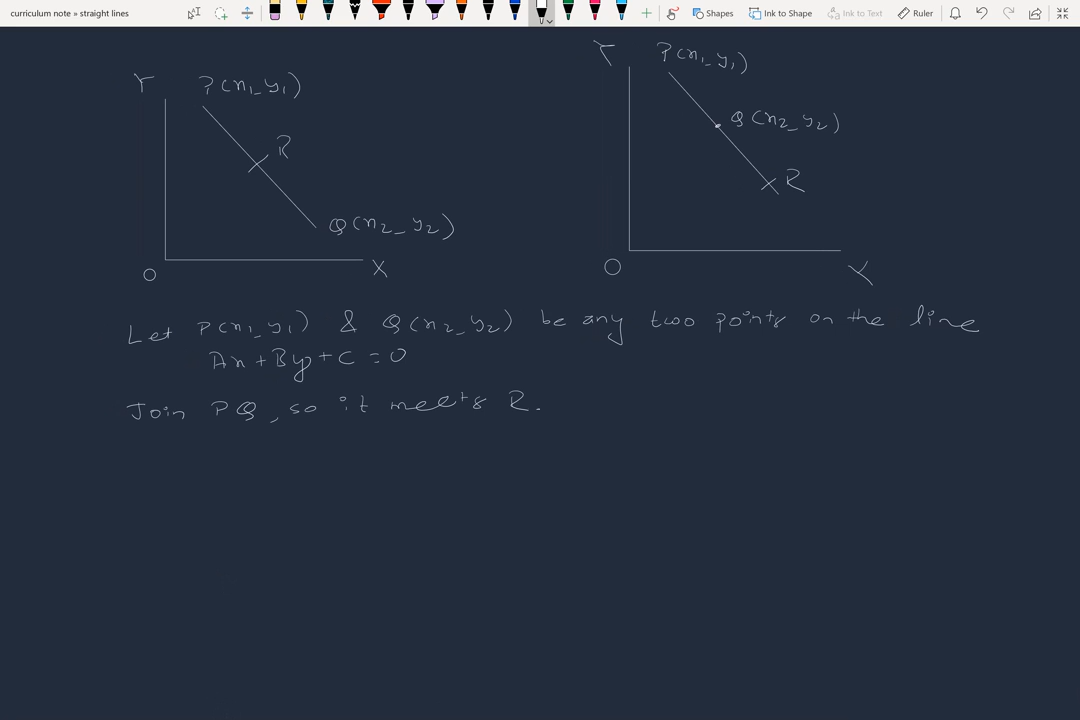 curriculum note » straight lines
Shapes
Ink to Shape
Ink to Text
Ruler
Y
P(x1, y1)
R
Q(x2, y2)
O
X
Y
P(x1, y1)
Q(x2, y2)
R
O
X
Let P(x1, y1) & Q(x2, y2) be any two points on the line
Ax + By + C = 0
Join PQ, so it meets R.